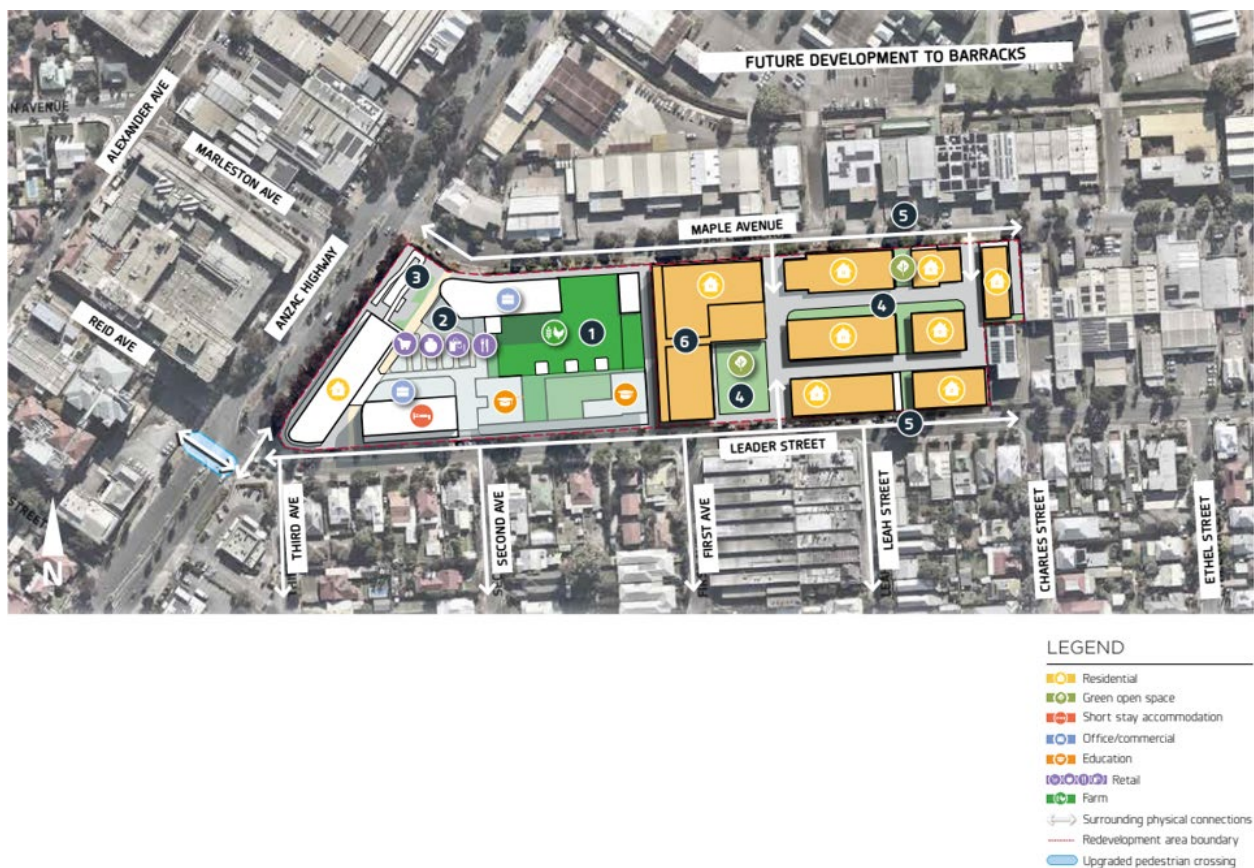 FUTURE DEVELOPMENT TO BARRACKS
N AVENUE
ALEXANDER AVE
MARLESTON AVE
ANZAC HIGHWAY
REID AVE
MAPLE AVENUE
5
3
2
1
6
4
4
5
LEADER STREET
STREET
N
THIRD AVE
SECOND AVE
FIRST AVE
LEAH STREET
CHARLES STREET
ETHEL STREET
LEGEND
Residential
Green open space
Short stay accommodation
Office/commercial
Education
Retail
Farm
Surrounding physical connections
Redevelopment area boundary
Upgraded pedestrian crossing